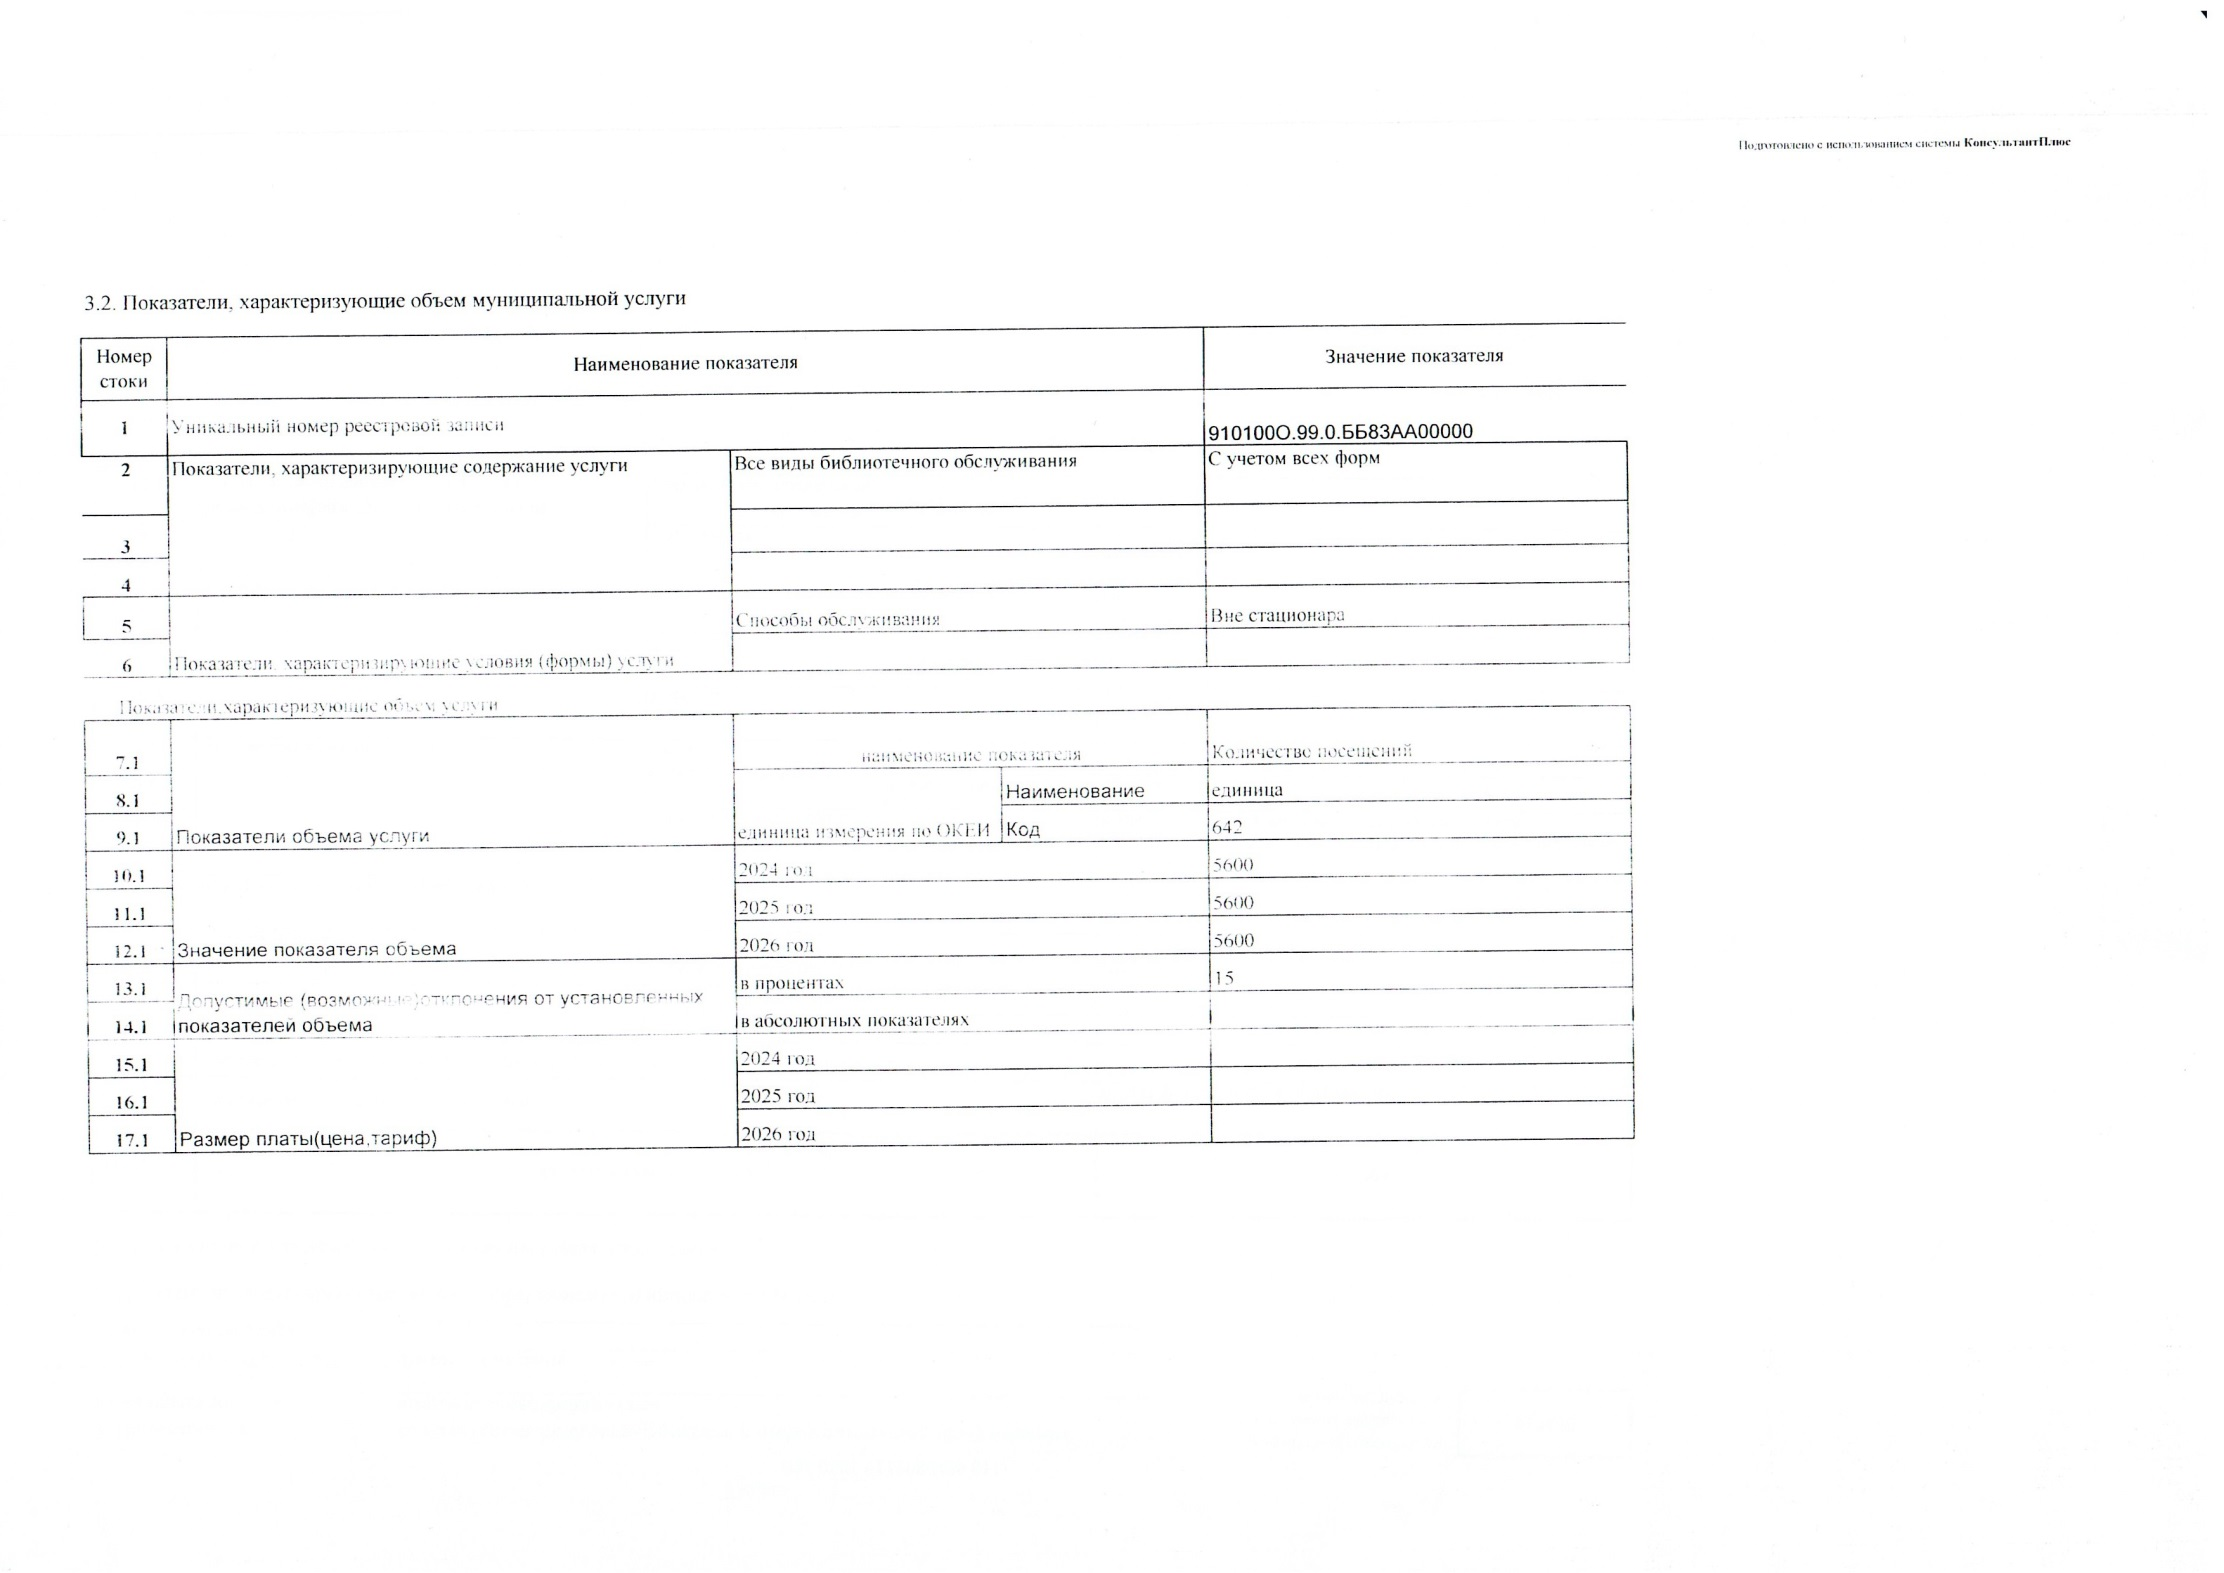 Подготовлено с использованием системы КонсультантПлюс
3.2. Показатели, характеризующие объем муниципальной услуги
Номер стоки Наименование показателя Значение показателя
1 Уникальный номер реестровой записи 910100О.99.0.ББ83АА00000
2 Показатели, характеризирующие содержание услуги Все виды библиотечного обслуживания С учетом всех форм
3
4
5 Способы обслуживания Вне стационара
6 Показатели, характеризирующие условия (формы) услуги
Показатели,характеризующие объем услуги
7.1 наименование показателя Количество посещений
8.1 Наименование единица
9.1 Показатели объема услуги единица измерения по ОКЕИ Код 642
10.1 2024 год 5600
11.1 2025 год 5600
12.1 Значение показателя объема 2026 год 5600
13.1 Допустимые (возможные)отклонения от установленных в процентах 15
14.1 показателей объема в абсолютных показателях
15.1 2024 год
16.1 2025 год
17.1 Размер платы(цена,тариф) 2026 год